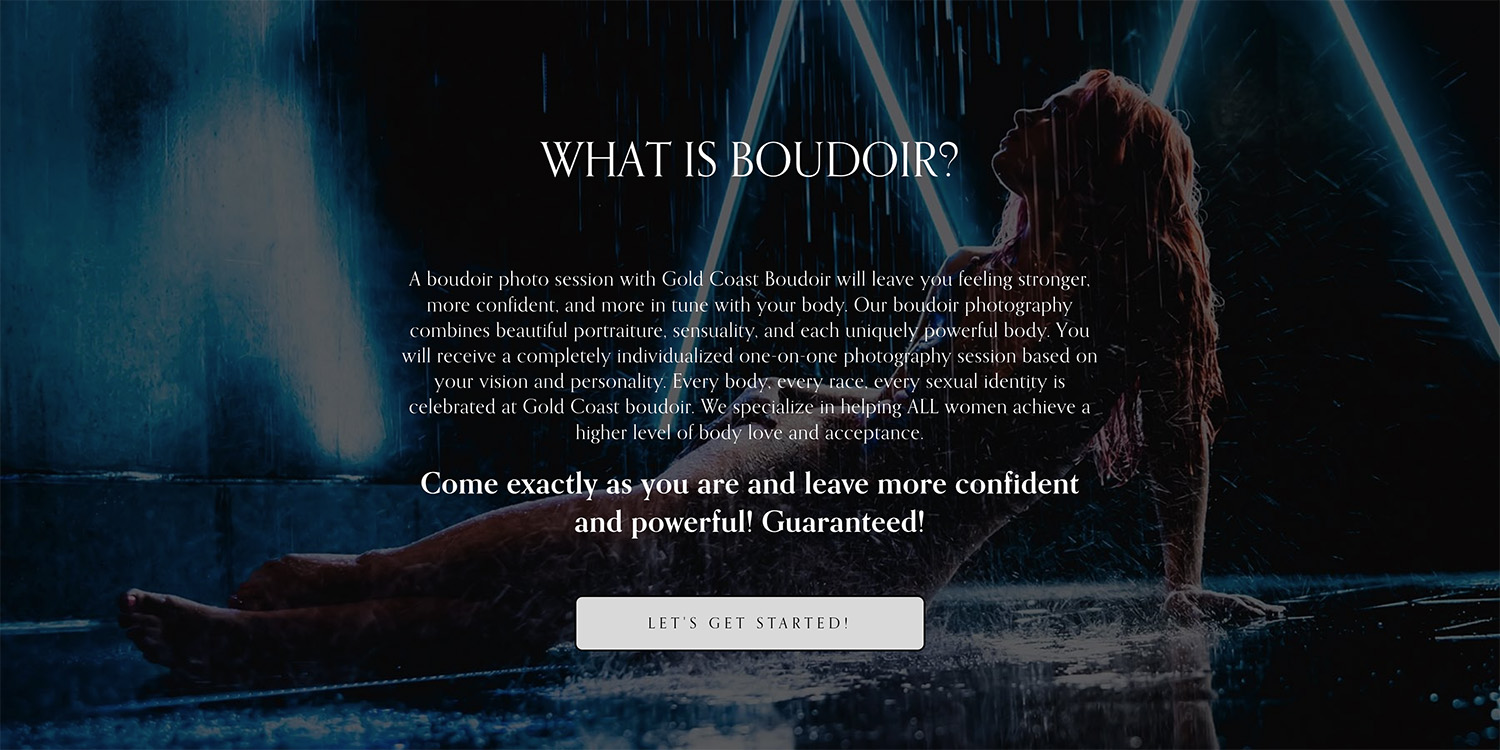 WHAT IS BOUDOIR?
A boudoir photo session with Gold Coast Boudoir will leave you feeling stronger,
more confident, and more in tune with your body. Our boudoir photography
combines beautiful portraiture, sensuality, and each uniquely powerful body. You
will receive a completely individualized one-on-one photography session based on
your vision and personality. Every body, every race, every sexual identity is
celebrated at Gold Coast boudoir. We specialize in helping ALL women achieve a
higher level of body love and acceptance.
Come exactly as you are and leave more confident
and powerful! Guaranteed!
LET'S GET STARTED!